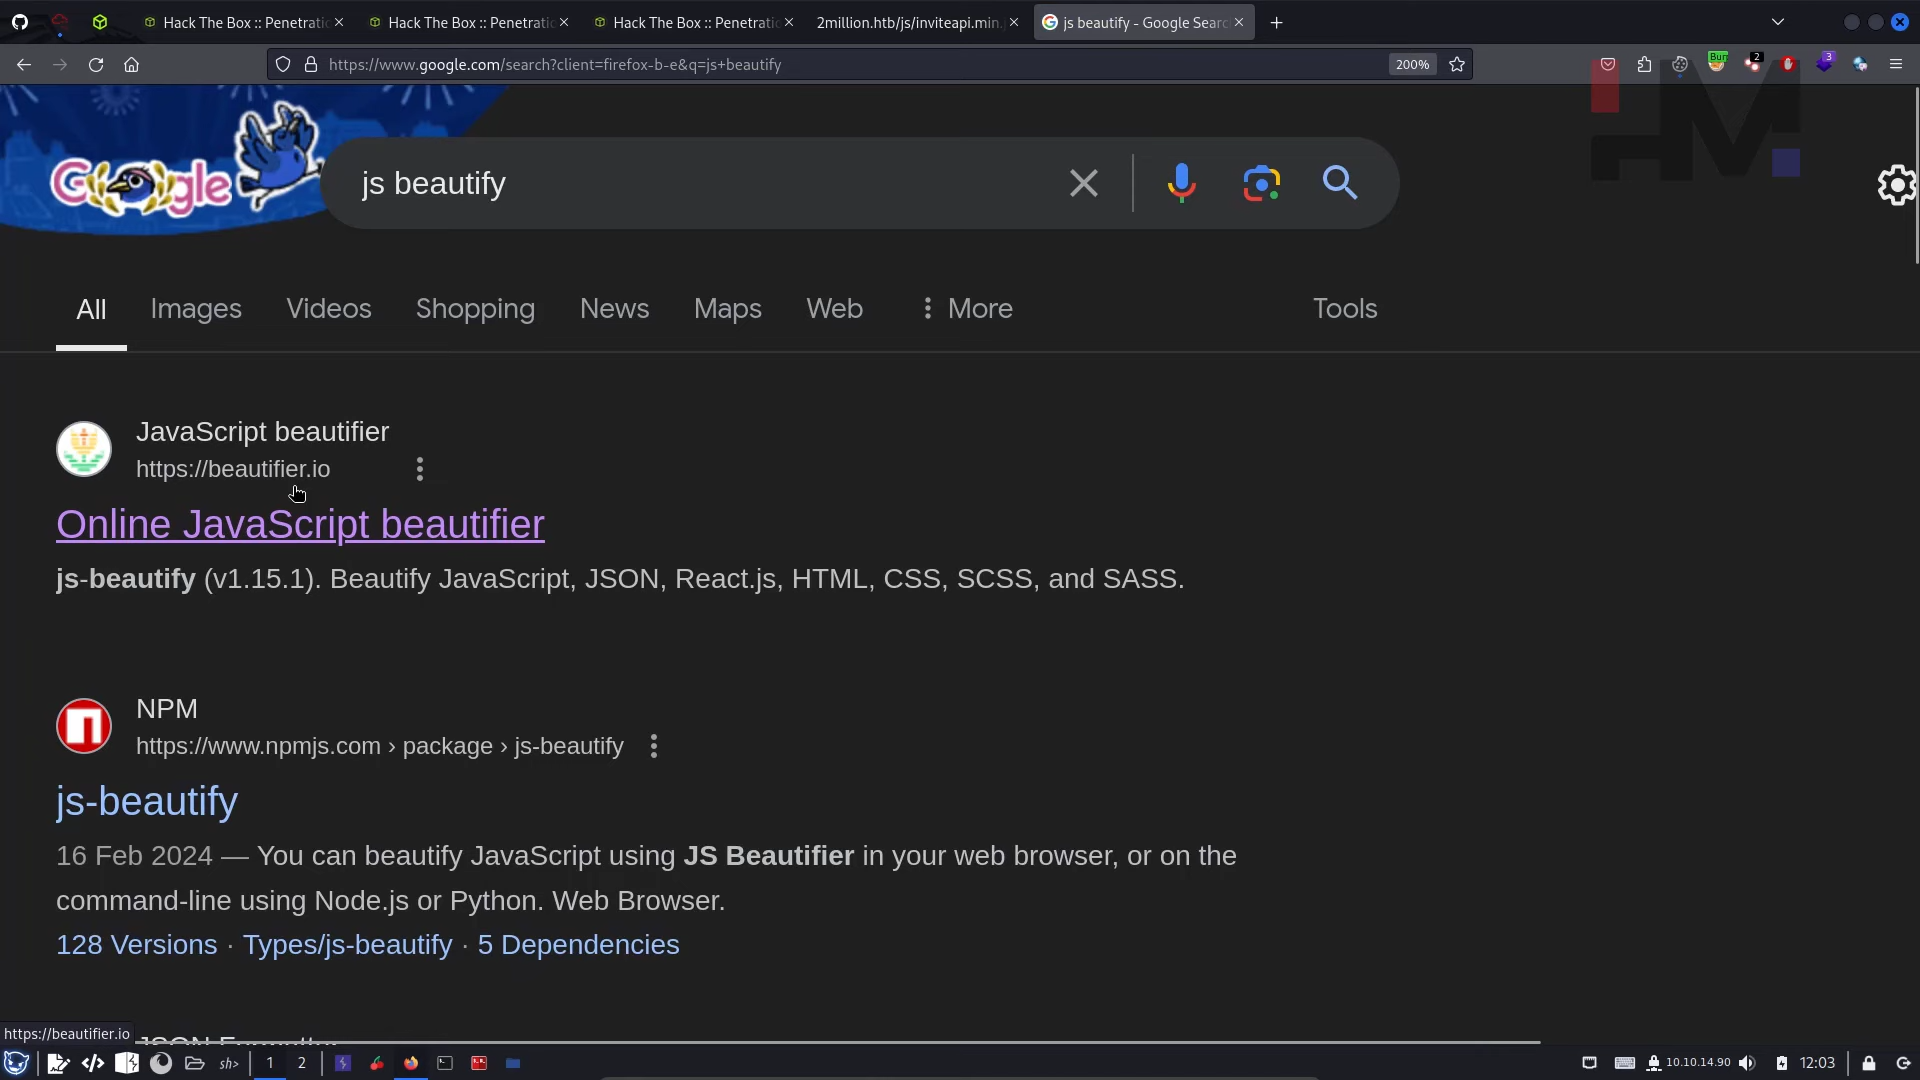 Hack The Box :: Penetratio
Hack The Box :: Penetratio
Hack The Box :: Penetratio
2million.htb/js/inviteapi.min.
js beautify - Google Searc
https://www.google.com/search?client=firefox-b-e&q=js+beautify
200%
Burp
2
3
Google
js beautify
HM
All
Images
Videos
Shopping
News
Maps
Web
More
Tools
JavaScript beautifier
https://beautifier.io
Online JavaScript beautifier
js-beautify (v1.15.1). Beautify JavaScript, JSON, React.js, HTML, CSS, SCSS, and SASS.
NPM
https://www.npmjs.com › package › js-beautify
js-beautify
16 Feb 2024 — You can beautify JavaScript using JS Beautifier in your web browser, or on the
command-line using Node.js or Python. Web Browser.
128 Versions · Types/js-beautify · 5 Dependencies
https://beautifier.io
JSON Formatter
sh>
1
2
10.10.14.90
12:03